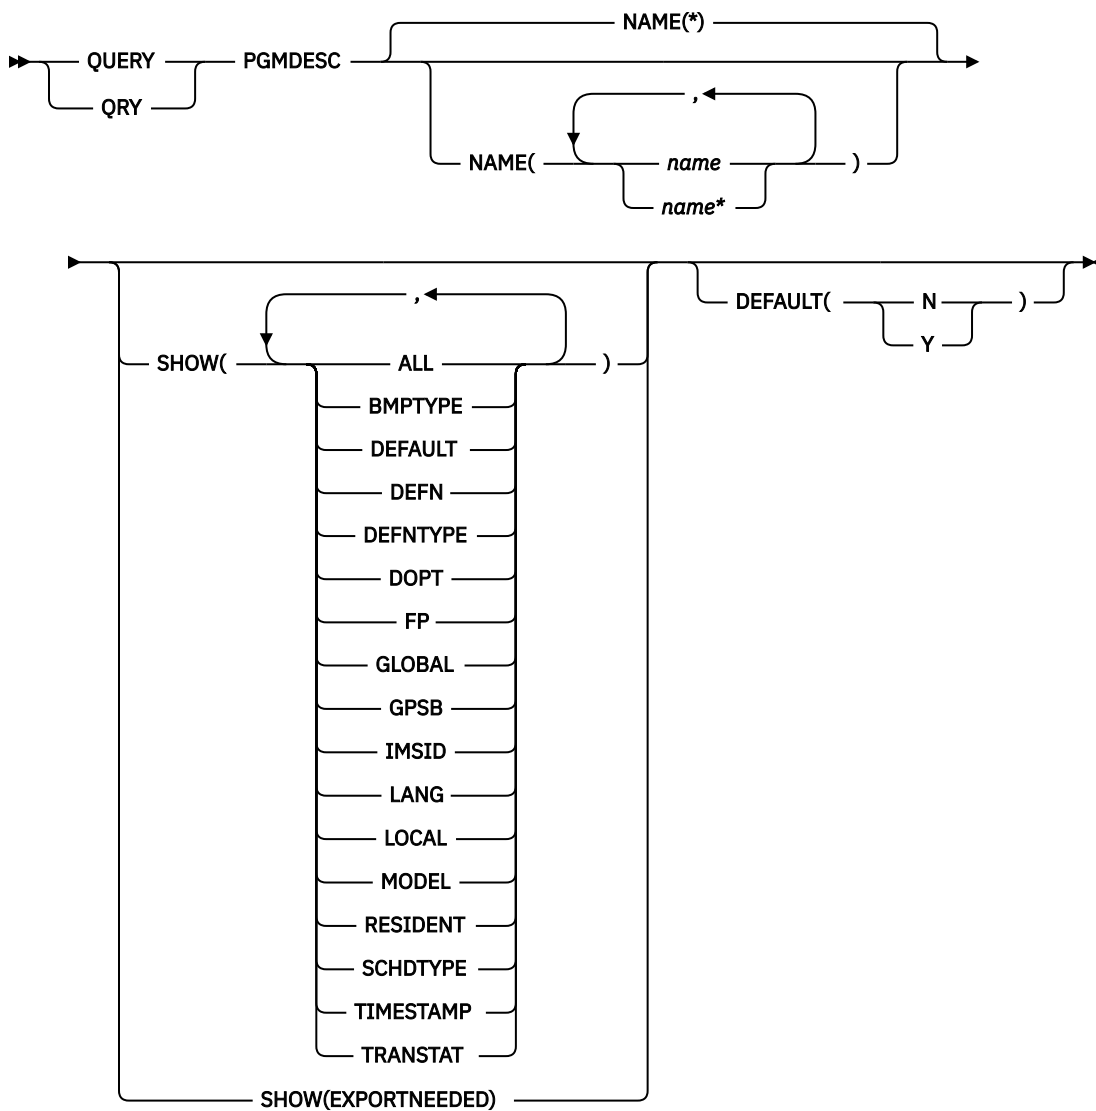 NAME(*)
QUERY PGMDESC
QRY
,
NAME( name )
name*
,
DEFAULT( N )
Y
SHOW( ALL )
BMPTYPE
DEFAULT
DEFN
DEFNTYPE
DOPT
FP
GLOBAL
GPSB
IMSID
LANG
LOCAL
MODEL
RESIDENT
SCHDTYPE
TIMESTAMP
TRANSTAT
SHOW(EXPORTNEEDED)